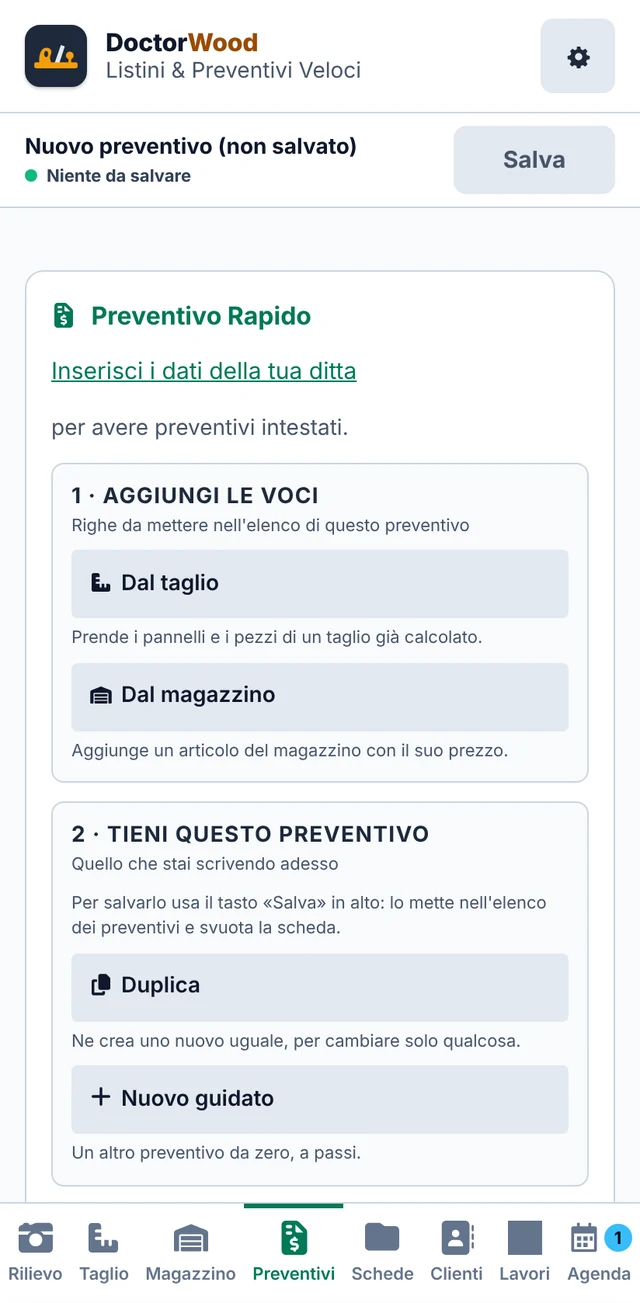 DoctorWood
Listini & Preventivi Veloci
Nuovo preventivo (non salvato)
Niente da salvare
Salva
Preventivo Rapido
Inserisci i dati della tua ditta
per avere preventivi intestati.
1 · AGGIUNGI LE VOCI
Righe da mettere nell'elenco di questo preventivo
Dal taglio
Prende i pannelli e i pezzi di un taglio già calcolato.
Dal magazzino
Aggiunge un articolo del magazzino con il suo prezzo.
2 · TIENI QUESTO PREVENTIVO
Quello che stai scrivendo adesso
Per salvarlo usa il tasto «Salva» in alto: lo mette nell'elenco
dei preventivi e svuota la scheda.
Duplica
Ne crea uno nuovo uguale, per cambiare solo qualcosa.
Nuovo guidato
Un altro preventivo da zero, a passi.
1
Rilievo Taglio Magazzino Preventivi Schede Clienti Lavori Agenda